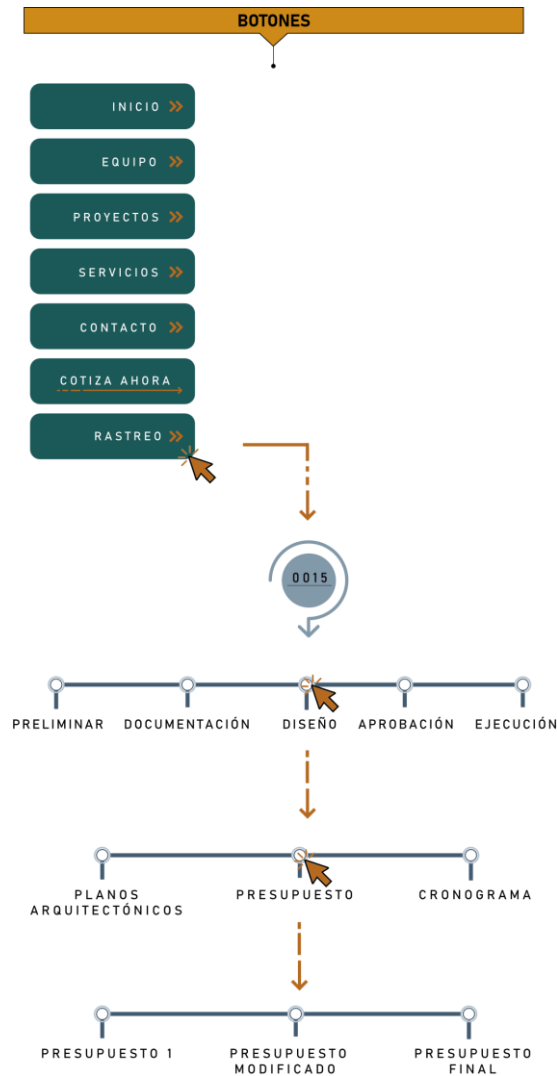 BOTONES
INICIO
EQUIPO
PROYECTOS
SERVICIOS
CONTACTO
COTIZA AHORA
RASTREO
0015
PRELIMINAR DOCUMENTACIÓN DISEÑO APROBACIÓN EJECUCIÓN
PLANOS
ARQUITECTÓNICOS
PRESUPUESTO
CRONOGRAMA
PRESUPUESTO 1
PRESUPUESTO
MODIFICADO
PRESUPUESTO
FINAL